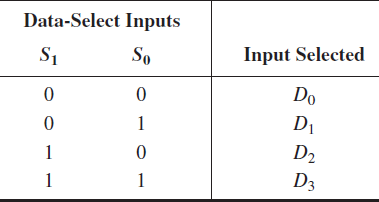 Data-Select Inputs
S₁ S₀ Input Selected
0 0 D₀
0 1 D₁
1 0 D₂
1 1 D₃